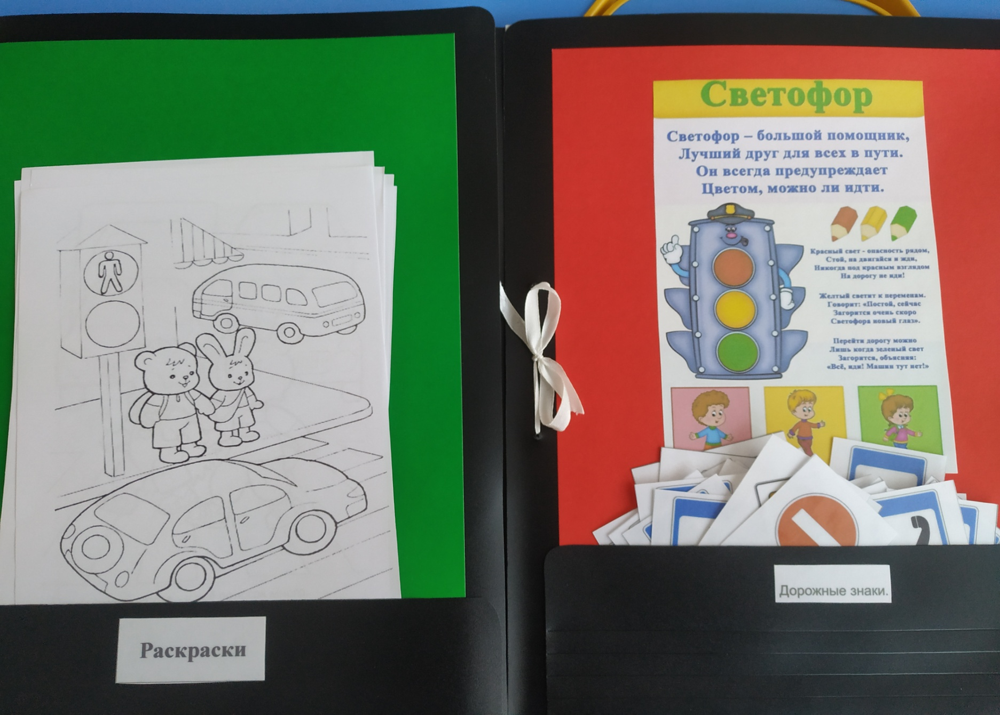 Раскраски
Светофор
Светофор – большой помощник,
Лучший друг для всех в пути.
Он всегда предупреждает
Цветом, можно ли идти.
Красный свет - опасность рядом,
Стой, на двигайся и жди,
Никогда под красным взглядом
На дорогу не иди!
Желтый светит к переменам.
Говорит: «Постой, сейчас
Загорится очень скоро
Светофора новый глаз».
Перейти дорогу можно
Лишь когда зеленый свет
Загорится, объясняя:
«Всё, иди! Машин тут нет!»
Дорожные знаки.